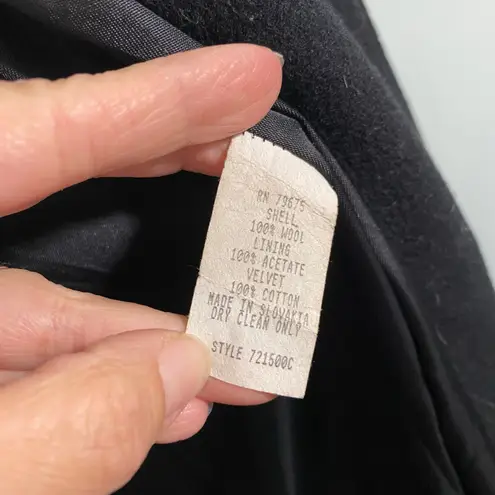 RN 79675
SHELL
100% WOOL
LINING
100% ACETATE
VELVET
100% COTTON
MADE IN SLOVAKIA
DRY CLEAN ONLY
STYLE 721500C